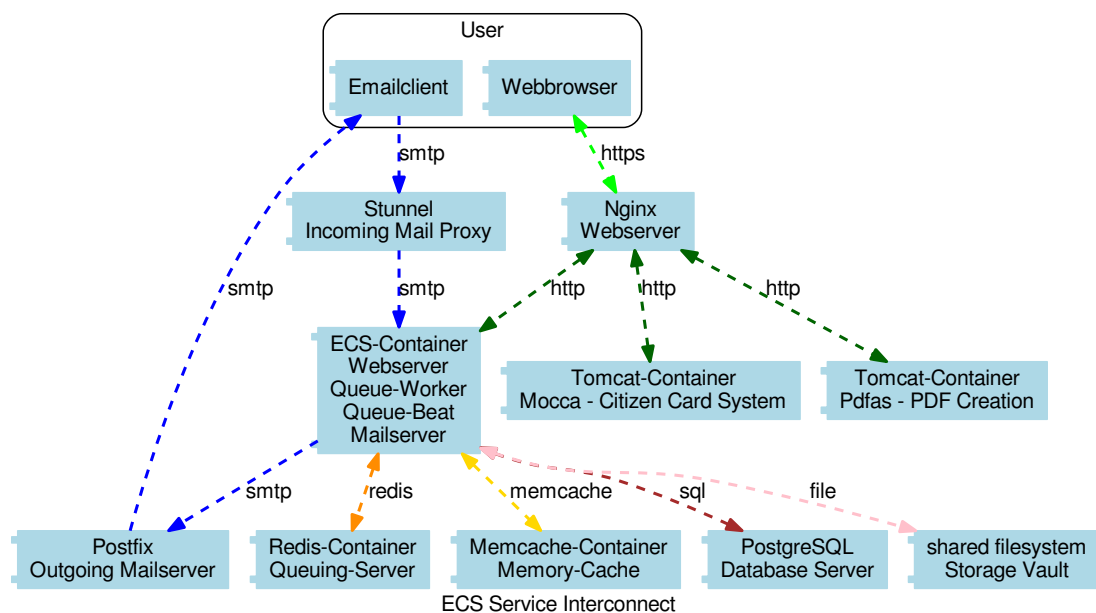 User
Emailclient
Webbrowser
smtp
https
Stunnel
Incoming Mail Proxy
Nginx
Webserver
smtp
smtp
http
http
http
ECS-Container
Webserver
Queue-Worker
Queue-Beat
Mailserver
Tomcat-Container
Mocca - Citizen Card System
Tomcat-Container
Pdfas - PDF Creation
smtp
redis
memcache
sql
file
Postfix
Outgoing Mailserver
Redis-Container
Queuing-Server
Memcache-Container
Memory-Cache
PostgreSQL
Database Server
shared filesystem
Storage Vault
ECS Service Interconnect